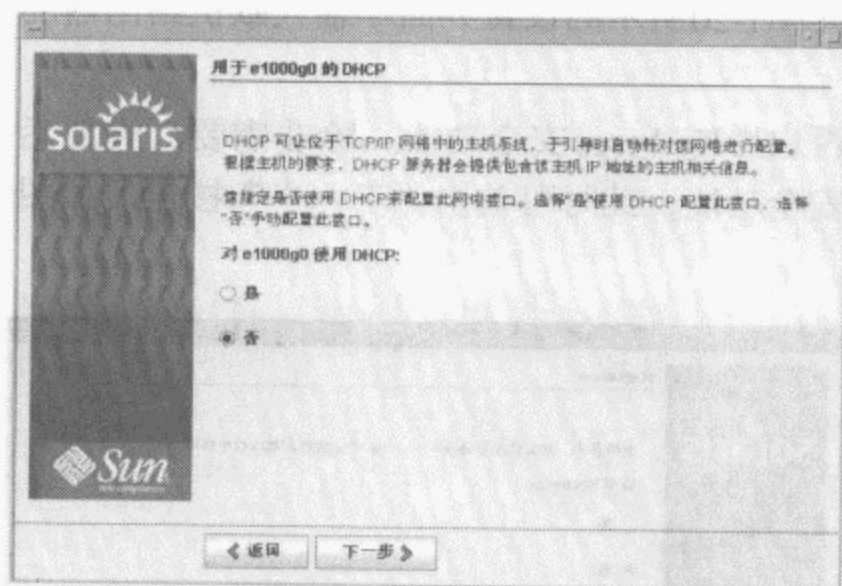 用于 e1000g0 的 DHCP
solaris
DHCP 可让位于 TCP/IP 网络中的主机系统，于引导时自动针对该网络进行配置。
根据主机的要求，DHCP 服务器会提供包含该主机 IP 地址的主机相关信息。
请指定是否使用 DHCP来配置此网络接口。选择"是"使用 DHCP 配置此接口，选择
"否"手动配置此接口。
对 e1000g0 使用 DHCP:
是
否
Sun
返回
下一步